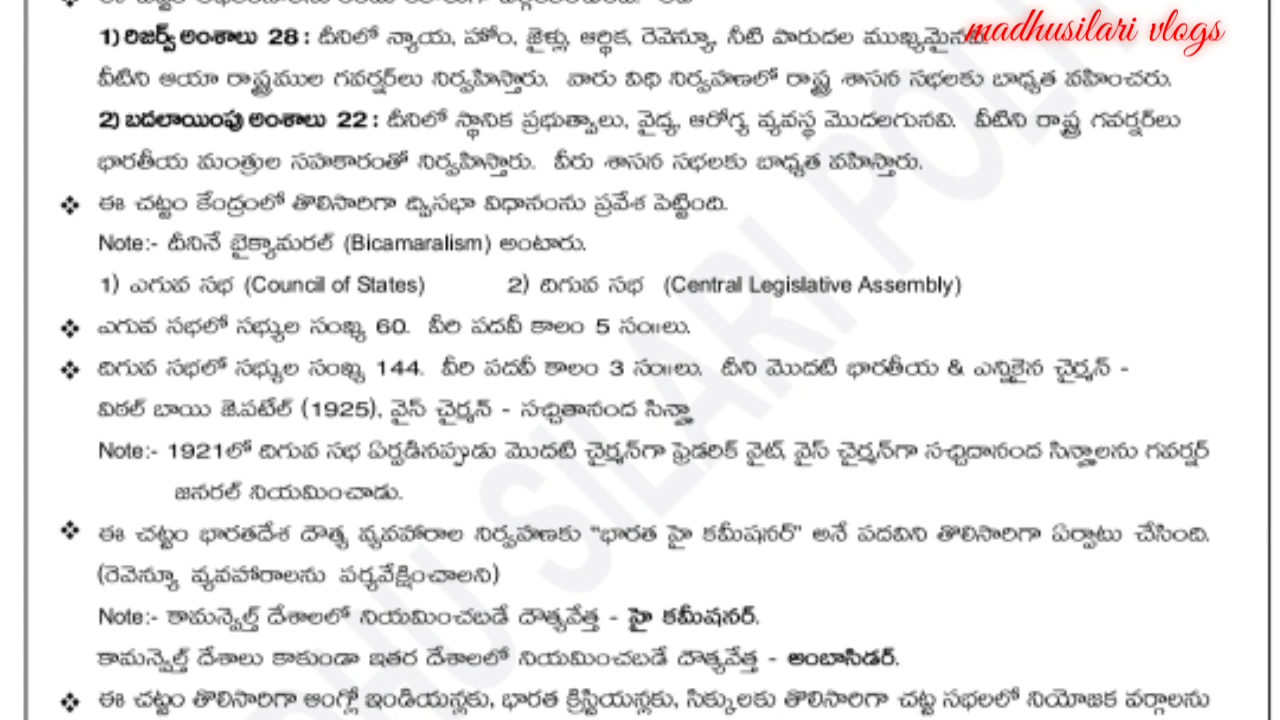 madhusilari vlogs
1) రిజర్వ్ అంశాలు 28 : దీనిలో న్యాయ, హోం, జైళ్లు, ఆర్థిక, రెవెన్యూ, నీటి పారుదల ముఖ్యమైనవి.
వీటిని ఆయా రాష్ట్రముల గవర్నర్‌లు నిర్వహిస్తారు. వారు విధి నిర్వహణలో రాష్ట్ర శాసన సభలకు బాధ్యత వహించరు.
2) బదలాయింపు అంశాలు 22 : దీనిలో స్థానిక ప్రభుత్వాలు, వైద్య, ఆరోగ్య వ్యవస్థ మొదలగునవి. వీటిని రాష్ట్ర గవర్నర్‌లు
భారతీయ మంత్రుల సహకారంతో నిర్వహిస్తారు. వీరు శాసన సభలకు బాధ్యత వహిస్తారు.
❖ ఈ చట్టం కేంద్రంలో తొలిసారిగా ద్విసభా విధానంను ప్రవేశ పెట్టింది.
Note:- దీనినే బైక్యామరల్ (Bicamaralism) అంటారు.
1) ఎగువ సభ (Council of States) 2) దిగువ సభ (Central Legislative Assembly)
❖ ఎగువ సభలో సభ్యుల సంఖ్య 60. వీరి పదవీ కాలం 5 సం॥లు.
❖ దిగువ సభలో సభ్యుల సంఖ్య 144. వీరి పదవీ కాలం 3 సం॥లు. దీని మొదటి భారతీయ & ఎన్నికైన చైర్మన్ -
విఠల్ బాయి జె.పటేల్ (1925), వైస్ చైర్మన్ - సచ్చితానంద సిన్హా
Note:- 1921లో దిగువ సభ ఏర్పడినప్పుడు మొదటి చైర్మన్‌గా ఫ్రెడరిక్ వైట్, వైస్ చైర్మన్‌గా సచ్చిదానంద సిన్హాలను గవర్నర్
జనరల్ నియమించాడు.
❖ ఈ చట్టం భారతదేశ దౌత్య వ్యవహారాల నిర్వహణకు "భారత హై కమీషనర్" అనే పదవిని తొలిసారిగా ఏర్పాటు చేసింది.
(రెవెన్యూ వ్యవహారాలను పర్యవేక్షించాలని)
Note:- కామన్వెల్త్ దేశాలలో నియమించబడే దౌత్యవేత్త - హై కమీషనర్.
కామన్వెల్త్ దేశాలు కాకుండా ఇతర దేశాలలో నియమించబడే దౌత్యవేత్త - అంబాసిడర్.
❖ ఈ చట్టం తొలిసారిగా ఆంగ్లో ఇండియన్లకు, భారత క్రిస్టియన్లకు, సిక్కులకు తొలిసారిగా చట్ట సభలలో నియోజక వర్గాలను